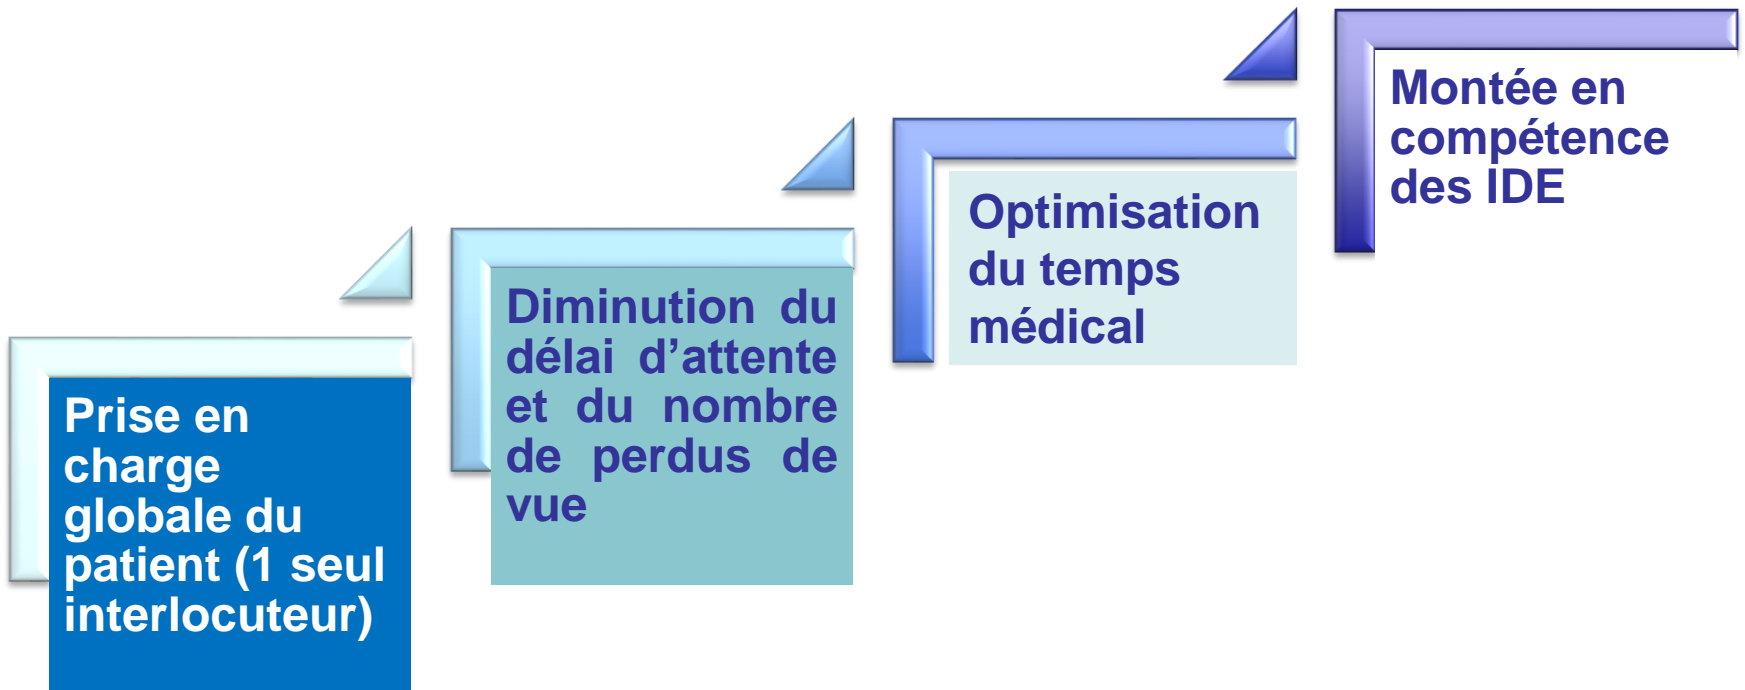 Prise en
charge
globale du
patient (1 seul
interlocuteur)
Diminution du
délai d’attente
et du nombre
de perdus de
vue
Optimisation
du temps
médical
Montée en
compétence
des IDE